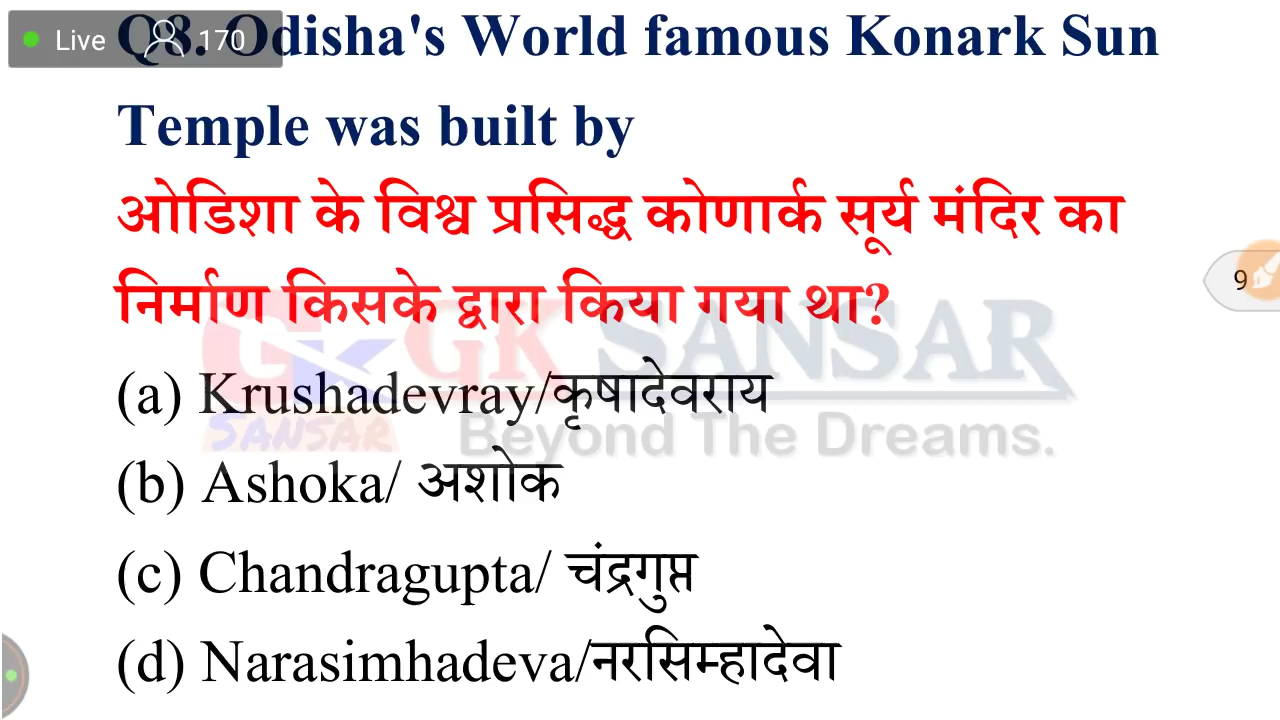 Live 170
Q8. Odisha's World famous Konark Sun
Temple was built by
ओडिशा के विश्व प्रसिद्ध कोणार्क सूर्य मंदिर का
निर्माण किसके द्वारा किया गया था?
9
GK SANSAR
(a) Krushadevray/कृषादेवराय
SANSAR
Beyond The Dreams.
(b) Ashoka/ अशोक
(c) Chandragupta/ चंद्रगुप्त
(d) Narasimhadeva/नरसिम्हादेवा